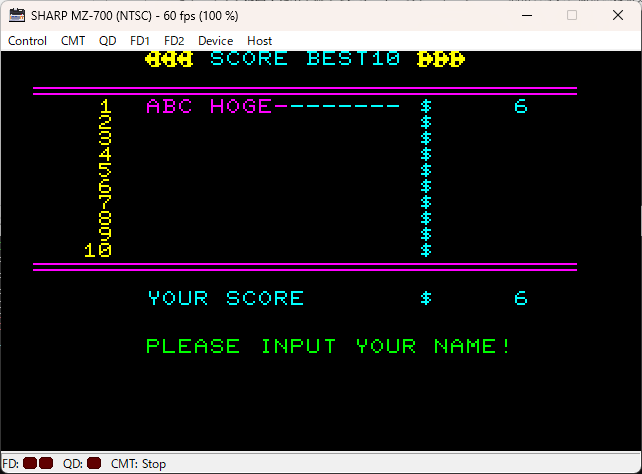 SHARP MZ-700 (NTSC) - 60 fps (100 %)
Control CMT QD FD1 FD2 Device Host
SCORE BEST10
1 ABC HOGE-------- $ 6
2 $
3 $
4 $
5 $
6 $
7 $
8 $
9 $
10 $
YOUR SCORE $ 6
PLEASE INPUT YOUR NAME!
FD: QD: CMT: Stop